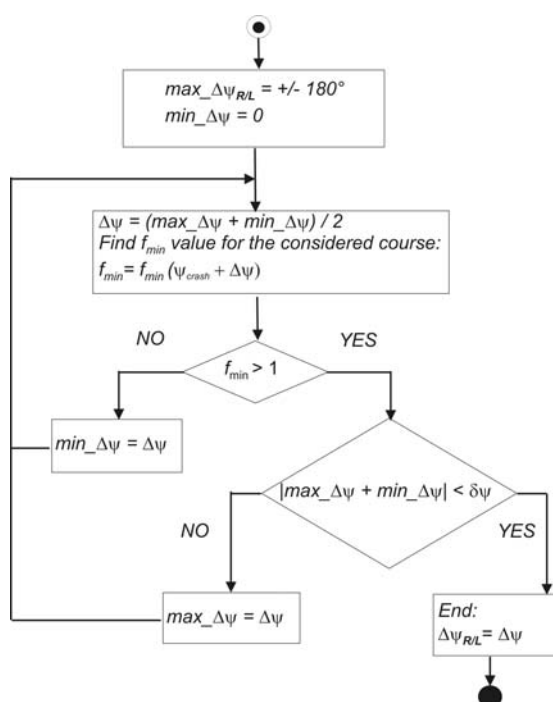 max_Δψ_R/L = +/- 180°
min_Δψ = 0
Δψ = (max_Δψ + min_Δψ) / 2
Find f_min value for the considered course:
f_min = f_min (ψ_crash + Δψ)
NO
YES
f_min > 1
min_Δψ = Δψ
|max_Δψ + min_Δψ| < δψ
NO
YES
max_Δψ = Δψ
End:
Δψ_R/L = Δψ